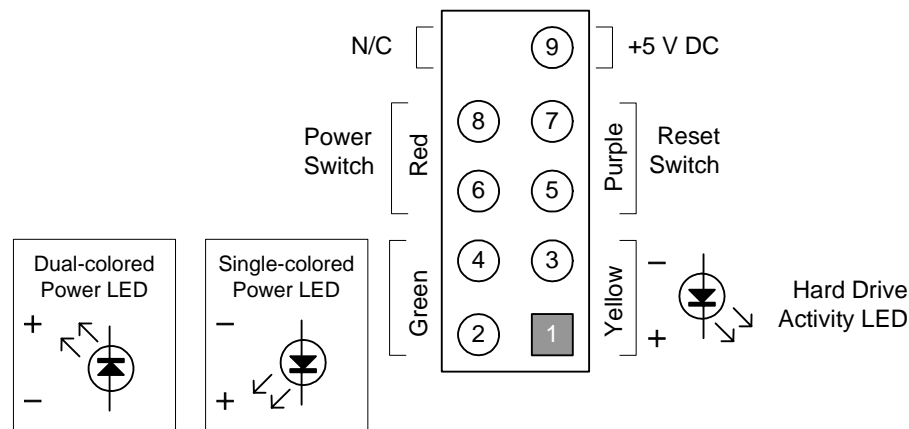 N/C
9
+5 V DC
Power
Switch
Red
8
7
6
5
Purple
Reset
Switch
Dual-colored
Power LED
+
−
Single-colored
Power LED
−
+
Green
4
3
2
1
Yellow
−
+
Hard Drive
Activity LED